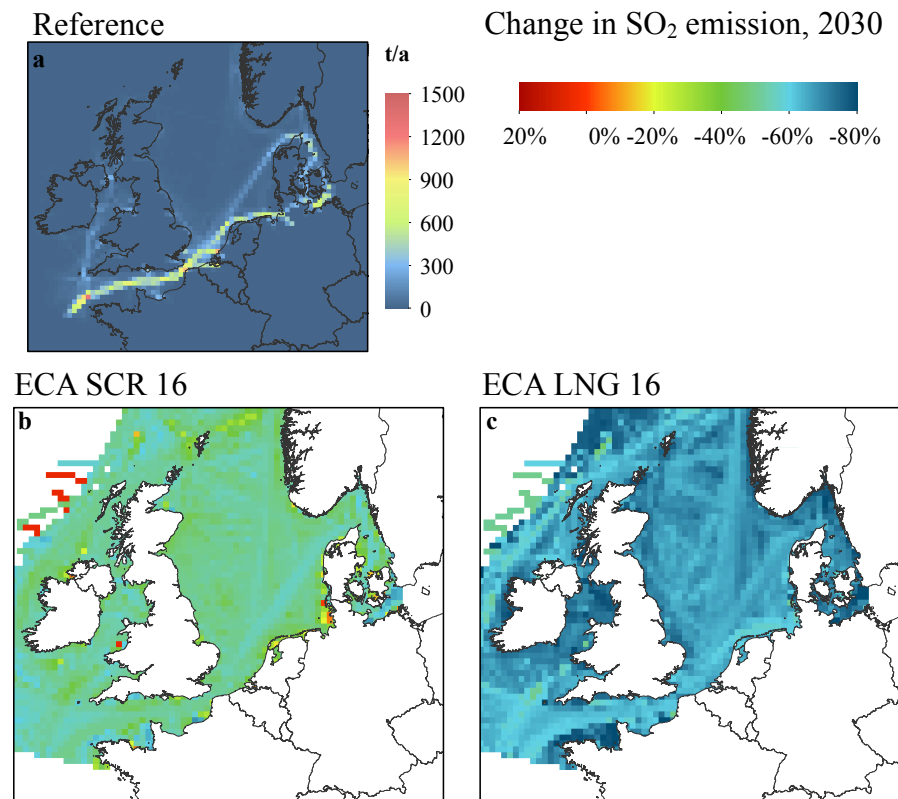 Reference
Change in SO₂ emission, 2030
a
t/a
1500
1200
900
600
300
0
20% 0% -20% -40% -60% -80%
ECA SCR 16
ECA LNG 16
b
c